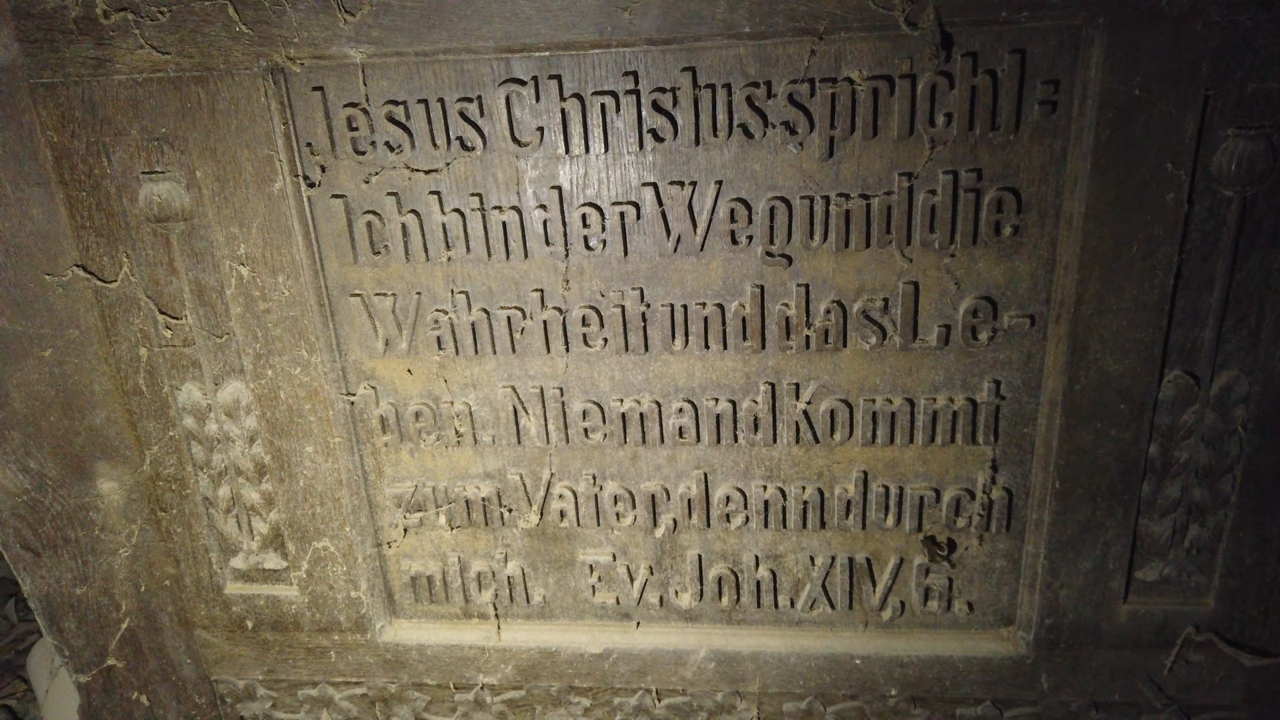 Jesus Christus spricht:
Ich bin der Weg und die
Wahrheit und das Le-
ben. Niemand kommt
zum Vater, denn durch
mich. Ev. Joh. XIV, 6.